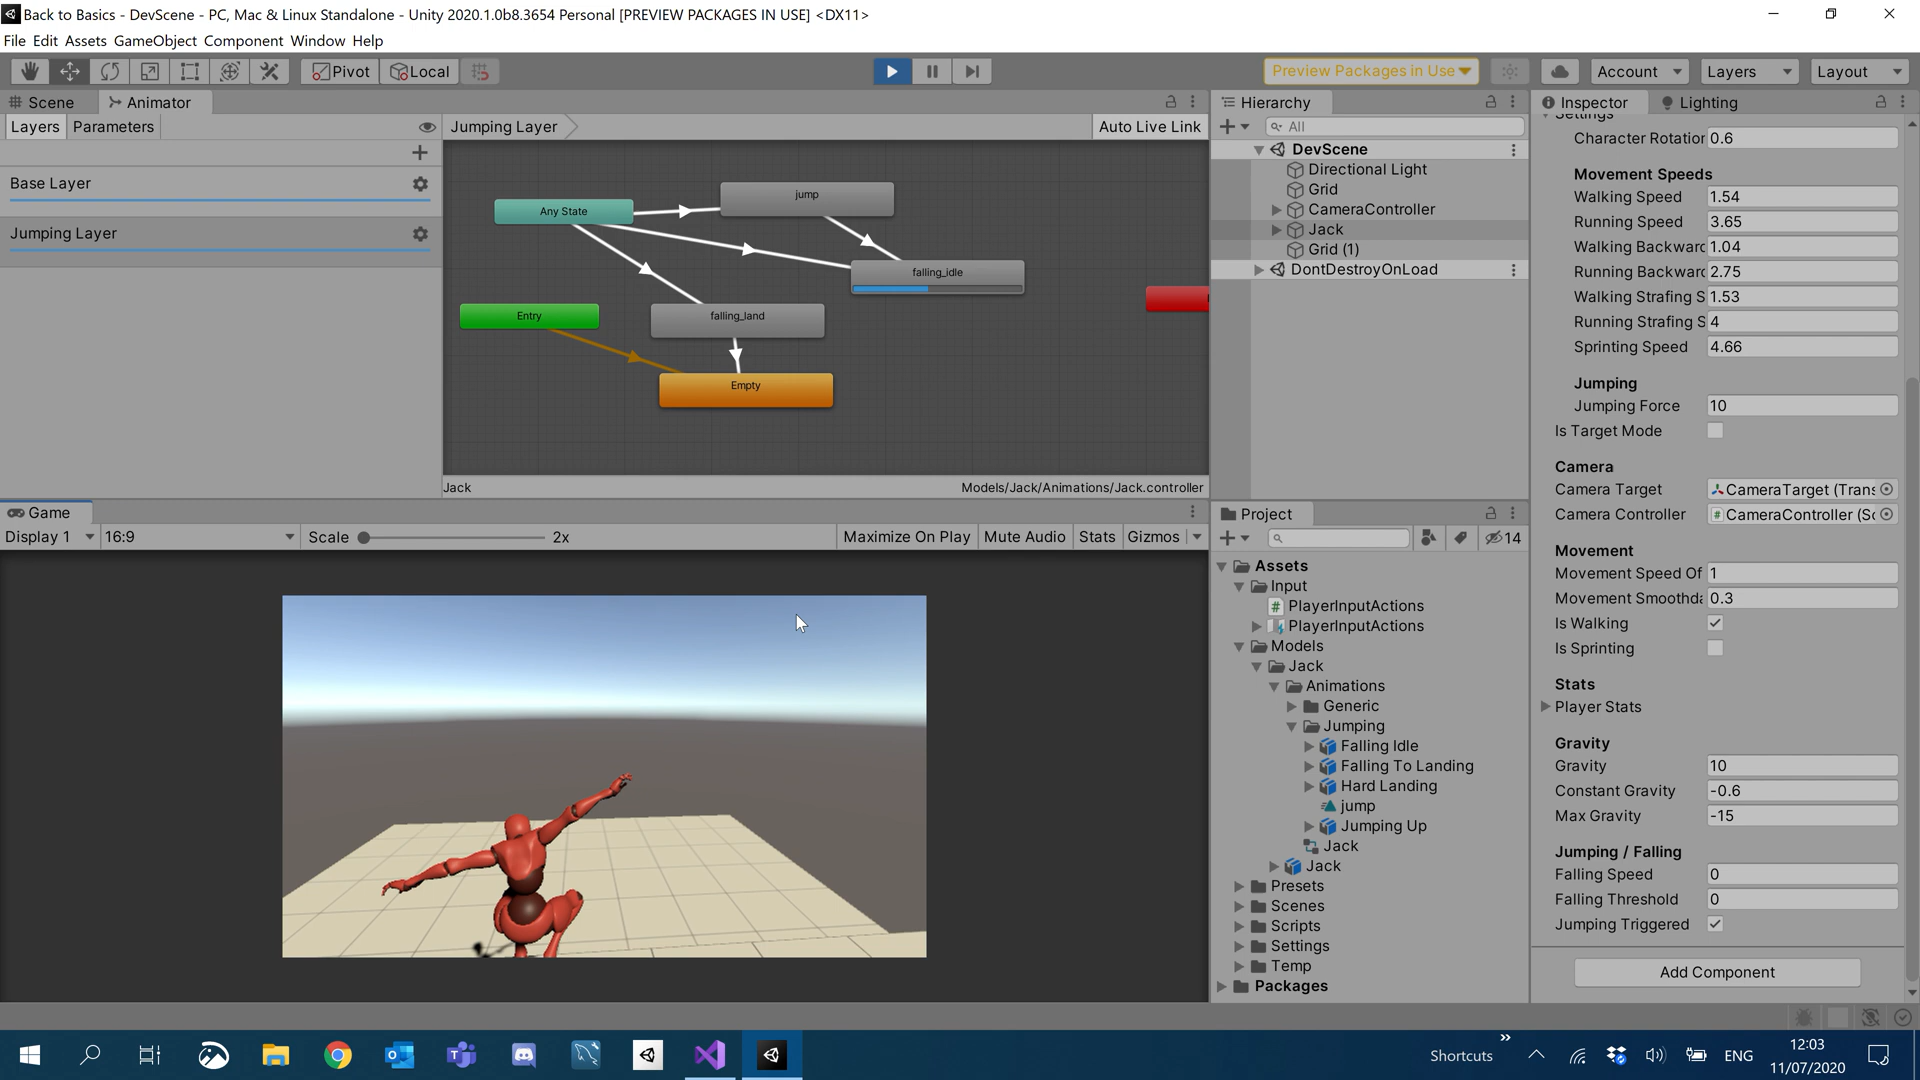 Back to Basics - DevScene - PC, Mac & Linux Standalone - Unity 2020.1.0b8.3654 Personal [PREVIEW PACKAGES IN USE] <DX11>
File Edit Assets GameObject Component Window Help
Pivot Local Preview Packages in Use Account Layers Layout
Scene Animator
Layers Parameters
Jumping Layer
Auto Live Link
Base Layer
Jumping Layer
Any State
jump
falling_idle
Entry
falling_land
Empty
Jack
Models/Jack/Animations/Jack.controller
Game
Display 1 16:9 Scale 2x Maximize On Play Mute Audio Stats Gizmos
Hierarchy
All
DevScene
Directional Light
Grid
CameraController
Jack
Grid (1)
DontDestroyOnLoad
Project
14
Assets
Input
PlayerInputActions
PlayerInputActions
Models
Jack
Animations
Generic
Jumping
Falling Idle
Falling To Landing
Hard Landing
jump
Jumping Up
Jack
Jack
Presets
Scenes
Scripts
Settings
Temp
Packages
Inspector Lighting
Settings
Character Rotation 0.6
Movement Speeds
Walking Speed 1.54
Running Speed 3.65
Walking Backward 1.04
Running Backward 2.75
Walking Strafing S 1.53
Running Strafing S 4
Sprinting Speed 4.66
Jumping
Jumping Force 10
Is Target Mode
Camera
Camera Target CameraTarget (Trans
Camera Controller CameraController (Sc
Movement
Movement Speed Of 1
Movement Smoothda 0.3
Is Walking
Is Sprinting
Stats
Player Stats
Gravity
Gravity 10
Constant Gravity -0.6
Max Gravity -15
Jumping / Falling
Falling Speed 0
Falling Threshold 0
Jumping Triggered
Add Component
Shortcuts
ENG
12:03
11/07/2020